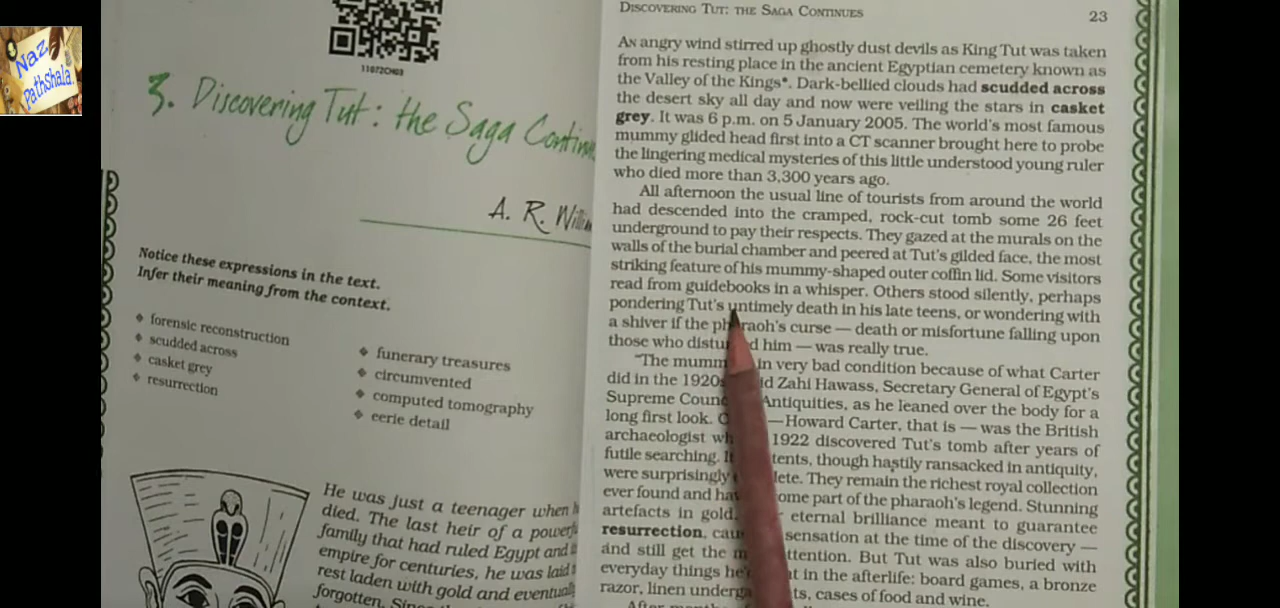 Naz
Pathshala
11072CH03
3. Discovering Tut: the Saga Contin
A. R. Willi
Notice these expressions in the text.
Infer their meaning from the context.
❖ forensic reconstruction
❖ scudded across
❖ casket grey
❖ resurrection
❖ funerary treasures
❖ circumvented
❖ computed tomography
❖ eerie detail
He was just a teenager when
died. The last heir of a powerf
family that had ruled Egypt and
empire for centuries, he was laid
rest laden with gold and eventual
forgotten.
DISCOVERING TUT: THE SAGA CONTINUES
23
AN angry wind stirred up ghostly dust devils as King Tut was taken
from his resting place in the ancient Egyptian cemetery known as
the Valley of the Kings*. Dark-bellied clouds had scudded across
the desert sky all day and now were veiling the stars in casket
grey. It was 6 p.m. on 5 January 2005. The world's most famous
mummy glided head first into a CT scanner brought here to probe
the lingering medical mysteries of this little understood young ruler
who died more than 3,300 years ago.
All afternoon the usual line of tourists from around the world
had descended into the cramped, rock-cut tomb some 26 feet
underground to pay their respects. They gazed at the murals on the
walls of the burial chamber and peered at Tut's gilded face, the most
striking feature of his mummy-shaped outer coffin lid. Some visitors
read from guidebooks in a whisper. Others stood silently, perhaps
pondering Tut's untimely death in his late teens, or wondering with
a shiver if the pharaoh's curse — death or misfortune falling upon
those who distu d him — was really true.
"The mumm in very bad condition because of what Carter
did in the 1920 id Zahi Hawass, Secretary General of Egypt's
Supreme Counc Antiquities, as he leaned over the body for a
long first look. C —Howard Carter, that is — was the British
archaeologist wh 1922 discovered Tut's tomb after years of
futile searching. I tents, though hastily ransacked in antiquity,
were surprisingly lete. They remain the richest royal collection
ever found and ha ome part of the pharaoh's legend. Stunning
artefacts in gold, eternal brilliance meant to guarantee
resurrection, cau sensation at the time of the discovery —
and still get the m ttention. But Tut was also buried with
everyday things he' t in the afterlife: board games, a bronze
razor, linen underga ts, cases of food and wine.